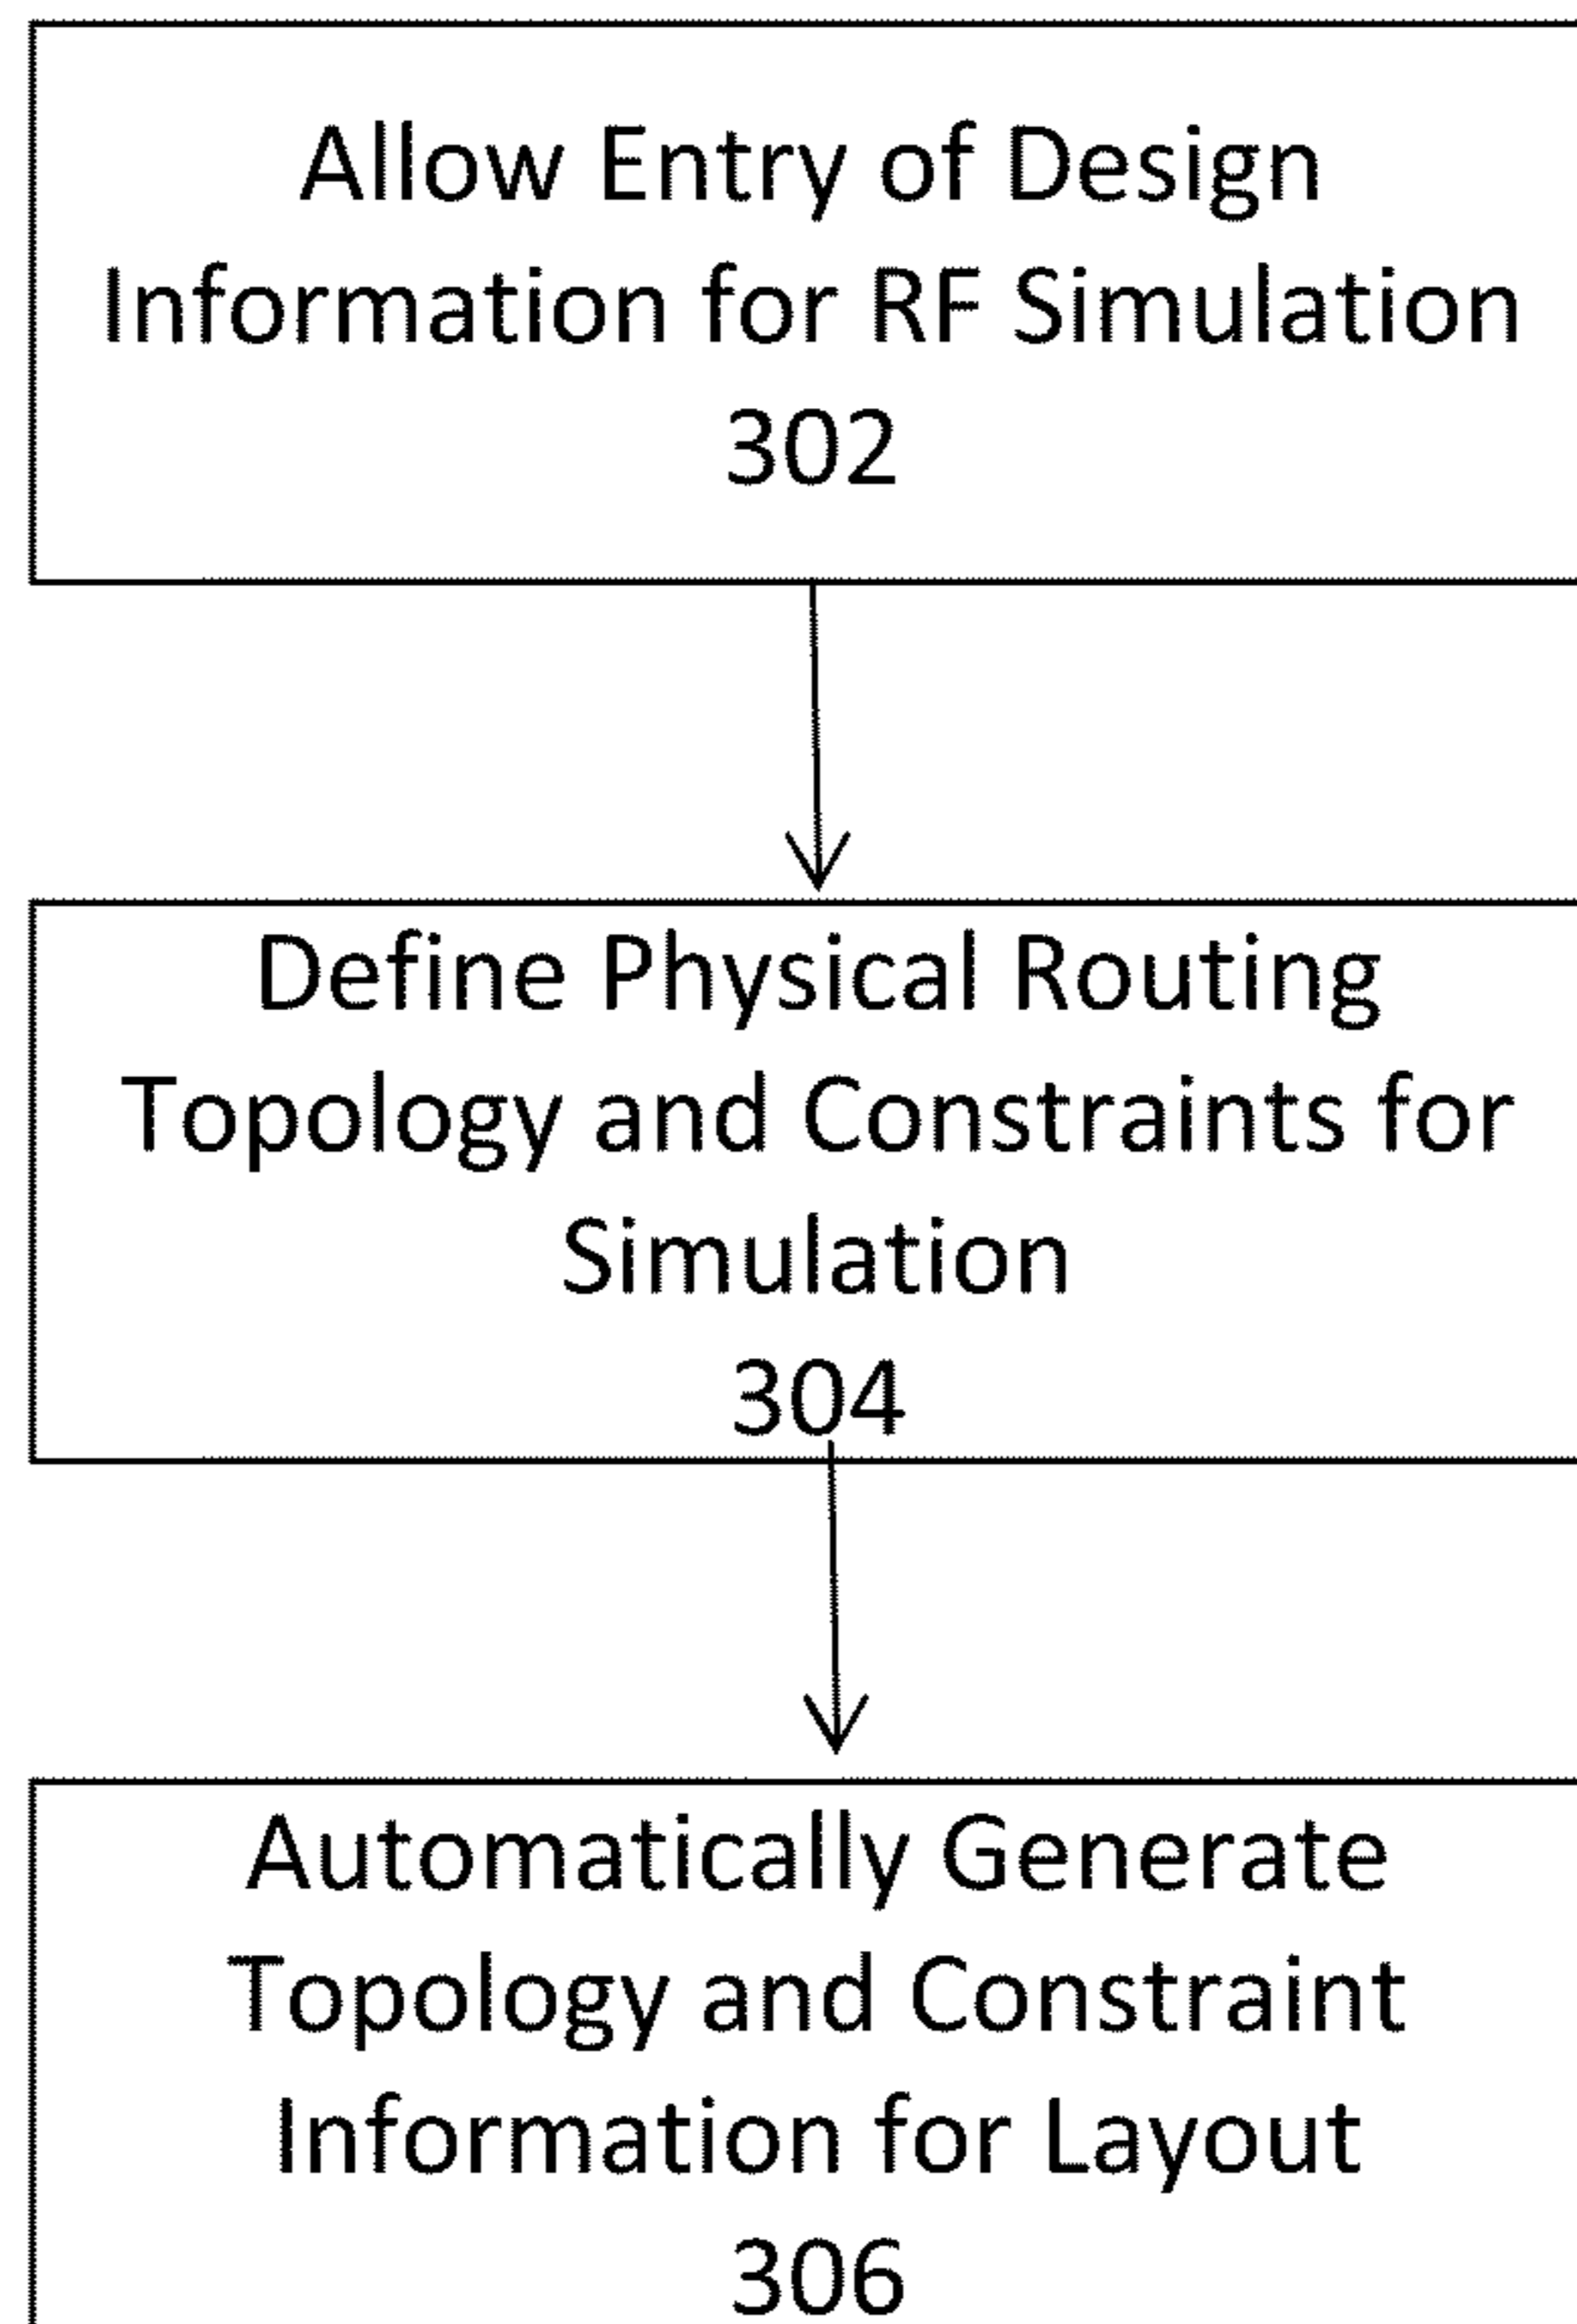 Allow Entry of Design
Information for RF Simulation
302
Define Physical Routing
Topology and Constraints for
Simulation
304
Automatically Generate
Topology and Constraint
Information for Layout
306